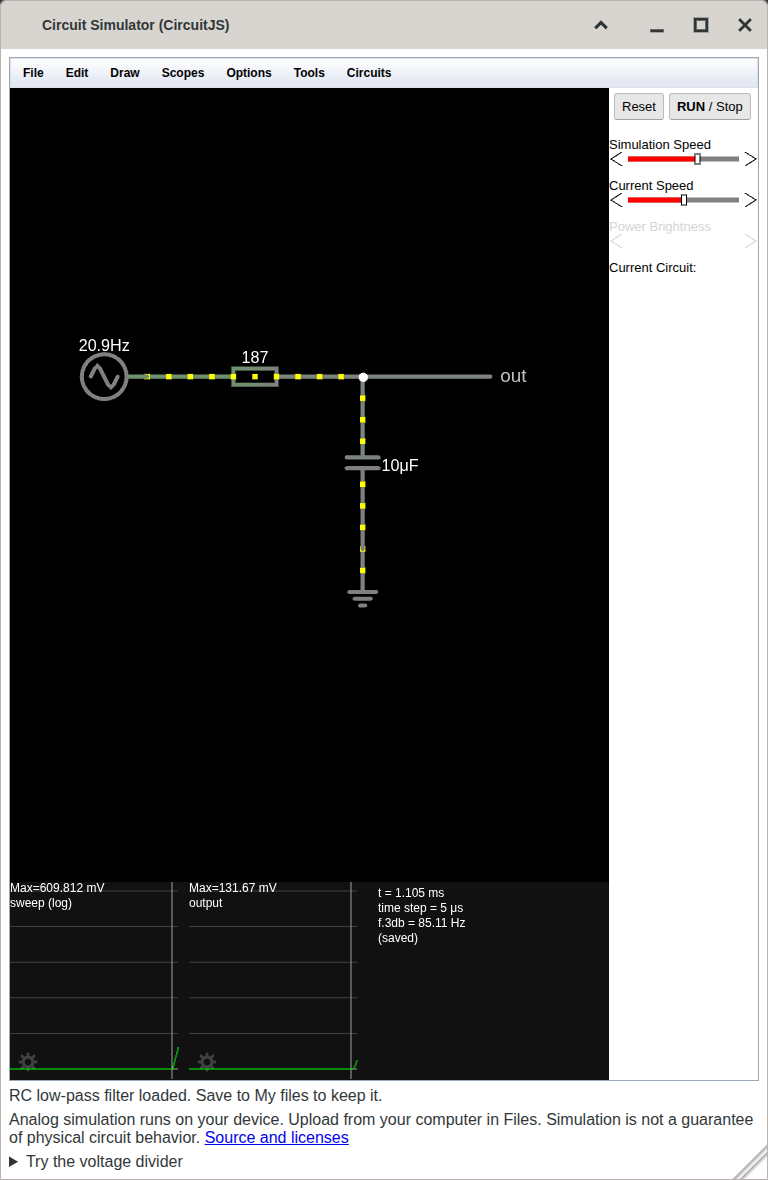 Circuit Simulator (CircuitJS)
File Edit Draw Scopes Options Tools Circuits
Reset RUN / Stop
Simulation Speed
Current Speed
Power Brightness
Current Circuit:
20.9Hz
187
out
10μF
Max=609.812 mV
sweep (log)
Max=131.67 mV
output
t = 1.105 ms
time step = 5 μs
f.3db = 85.11 Hz
(saved)
RC low-pass filter loaded. Save to My files to keep it.
Analog simulation runs on your device. Upload from your computer in Files. Simulation is not a guarantee
of physical circuit behavior. Source and licenses
Try the voltage divider